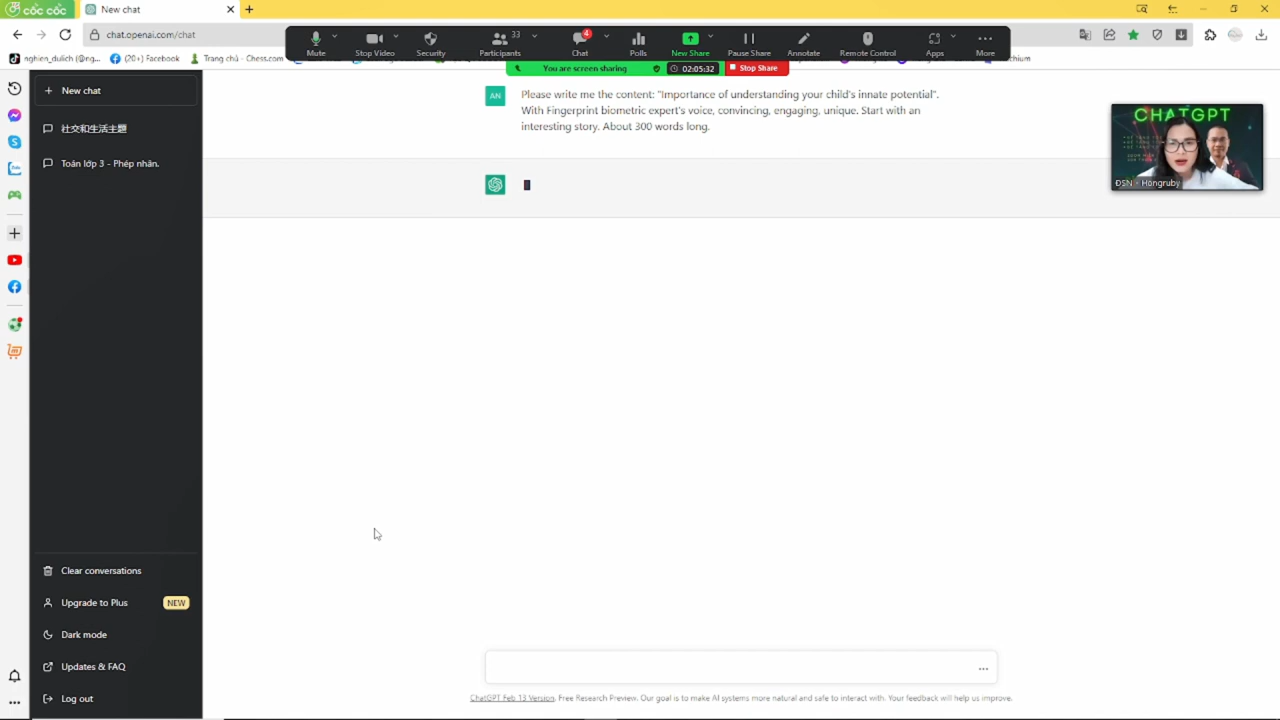 cốc cốc
New chat
chat.openai.com/chat
Mute
Stop Video
Security
Participants
33
Chat
4
Polls
New Share
Pause Share
Annotate
Remote Control
Apps
More
nghien_dulich (@ng...
(20+) Facebook
Trang chủ - Chess.com
You are screen sharing
02:05:32
Stop Share
New chat
社交和生活主題
Toán lớp 3 - Phép nhân.
AN
Please write me the content: "Importance of understanding your child's innate potential".
With Fingerprint biometric expert's voice, convincing, engaging, unique. Start with an
interesting story. About 300 words long.
CHATGPT
ĐSN - Hongruby
Clear conversations
Upgrade to Plus
NEW
Dark mode
Updates & FAQ
Log out
ChatGPT Feb 13 Version. Free Research Preview. Our goal is to make AI systems more natural and safe to interact with. Your feedback will help us improve.